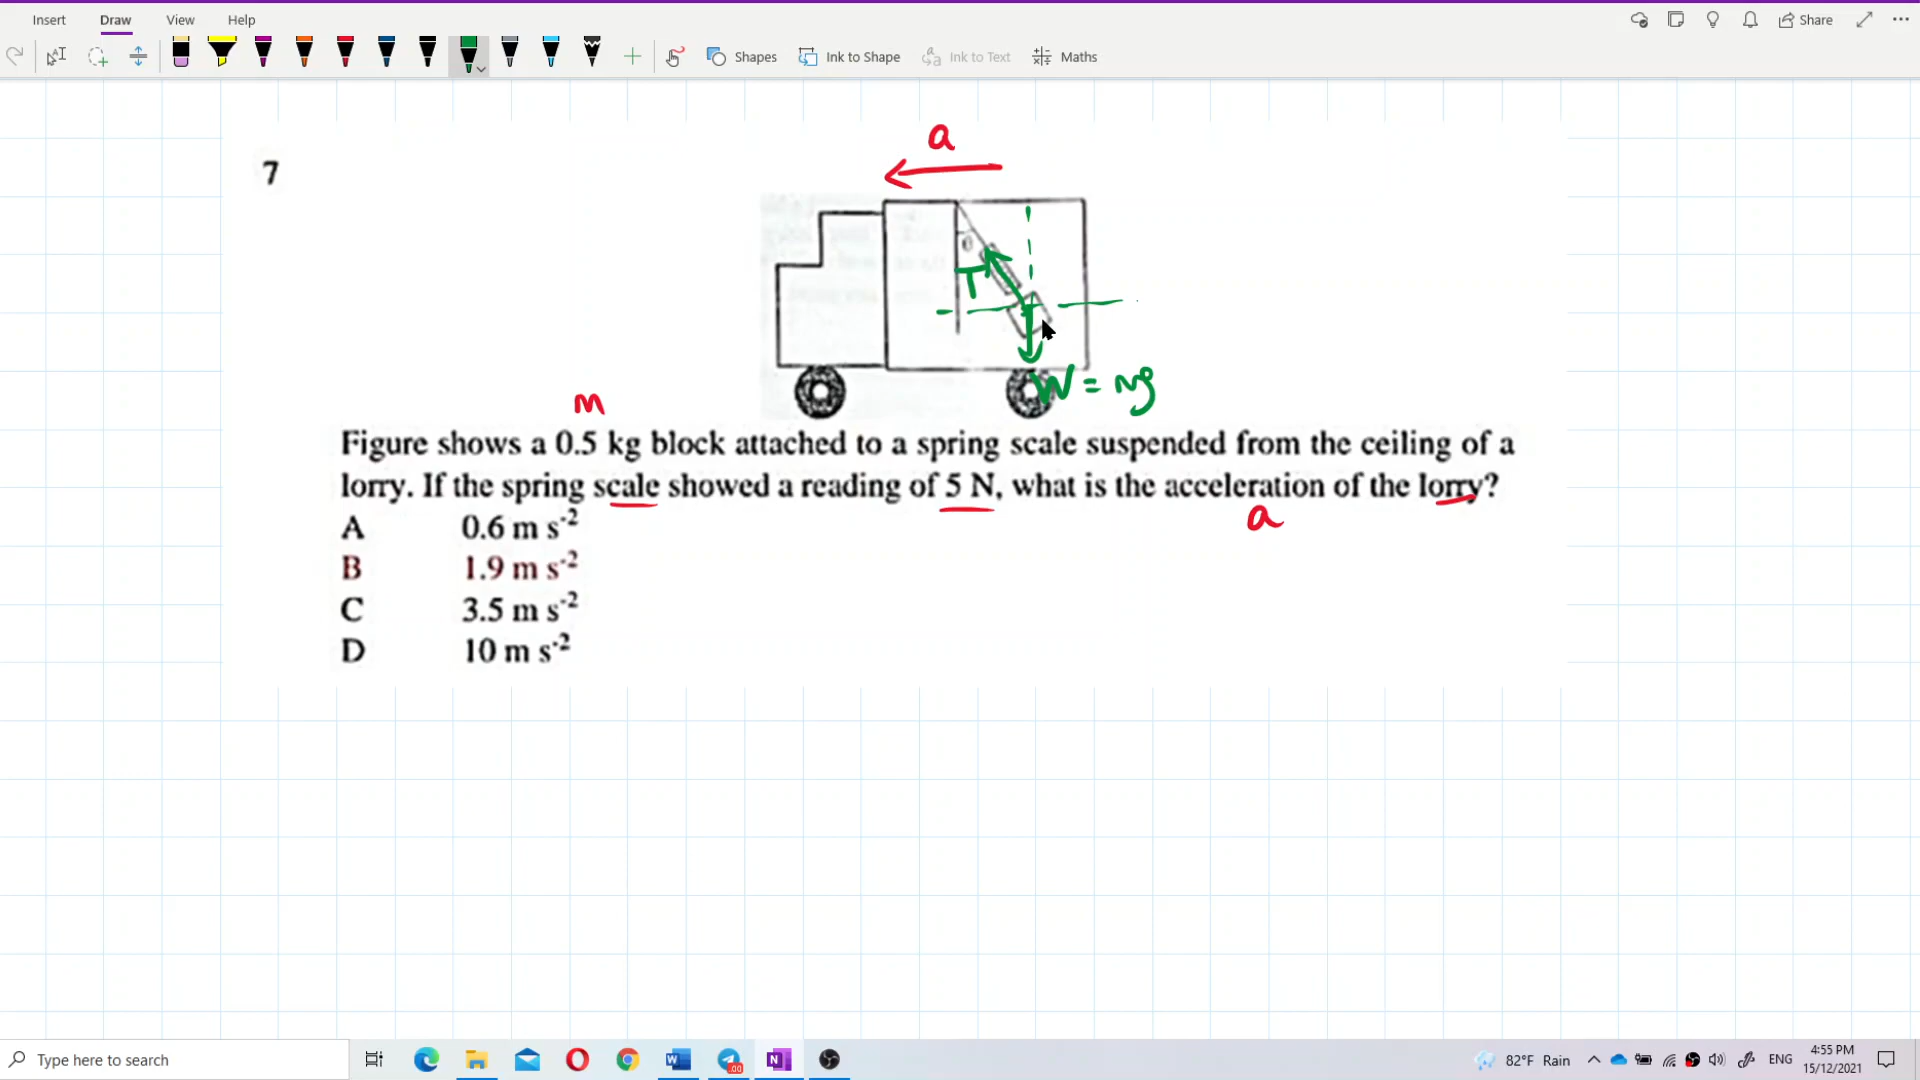 Insert Draw View Help
Share
Shapes Ink to Shape Ink to Text Maths
a
7
θ
T
W = mg
m
Figure shows a 0.5 kg block attached to a spring scale suspended from the ceiling of a
lorry. If the spring scale showed a reading of 5 N, what is the acceleration of the lorry?
a
A 0.6 m s⁻²
B 1.9 m s⁻²
C 3.5 m s⁻²
D 10 m s⁻²
Type here to search
.00
82°F Rain
ENG
4:55 PM
15/12/2021